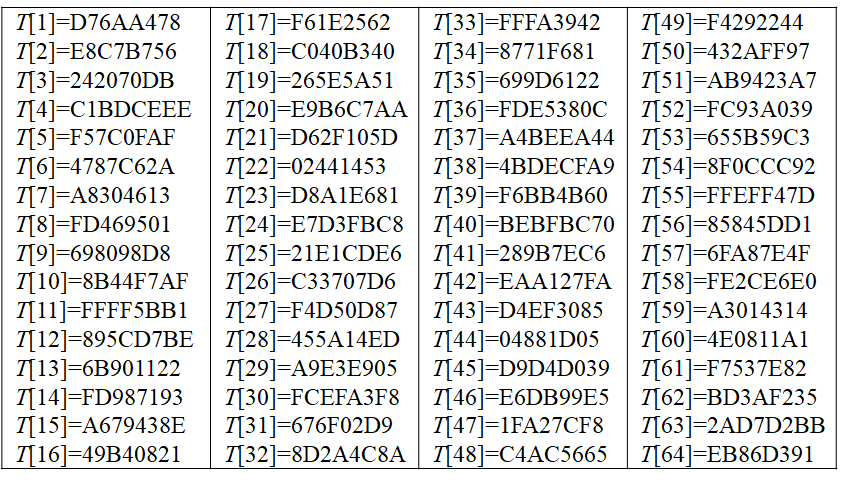 T[1]=D76AA478 T[17]=F61E2562 T[33]=FFFA3942 T[49]=F4292244
T[2]=E8C7B756 T[18]=C040B340 T[34]=8771F681 T[50]=432AFF97
T[3]=242070DB T[19]=265E5A51 T[35]=699D6122 T[51]=AB9423A7
T[4]=C1BDCEEE T[20]=E9B6C7AA T[36]=FDE5380C T[52]=FC93A039
T[5]=F57C0FAF T[21]=D62F105D T[37]=A4BEEA44 T[53]=655B59C3
T[6]=4787C62A T[22]=02441453 T[38]=4BDECFA9 T[54]=8F0CCC92
T[7]=A8304613 T[23]=D8A1E681 T[39]=F6BB4B60 T[55]=FFEFF47D
T[8]=FD469501 T[24]=E7D3FBC8 T[40]=BEBFBC70 T[56]=85845DD1
T[9]=698098D8 T[25]=21E1CDE6 T[41]=289B7EC6 T[57]=6FA87E4F
T[10]=8B44F7AF T[26]=C33707D6 T[42]=EAA127FA T[58]=FE2CE6E0
T[11]=FFFF5BB1 T[27]=F4D50D87 T[43]=D4EF3085 T[59]=A3014314
T[12]=895CD7BE T[28]=455A14ED T[44]=04881D05 T[60]=4E0811A1
T[13]=6B901122 T[29]=A9E3E905 T[45]=D9D4D039 T[61]=F7537E82
T[14]=FD987193 T[30]=FCEFA3F8 T[46]=E6DB99E5 T[62]=BD3AF235
T[15]=A679438E T[31]=676F02D9 T[47]=1FA27CF8 T[63]=2AD7D2BB
T[16]=49B40821 T[32]=8D2A4C8A T[48]=C4AC5665 T[64]=EB86D391